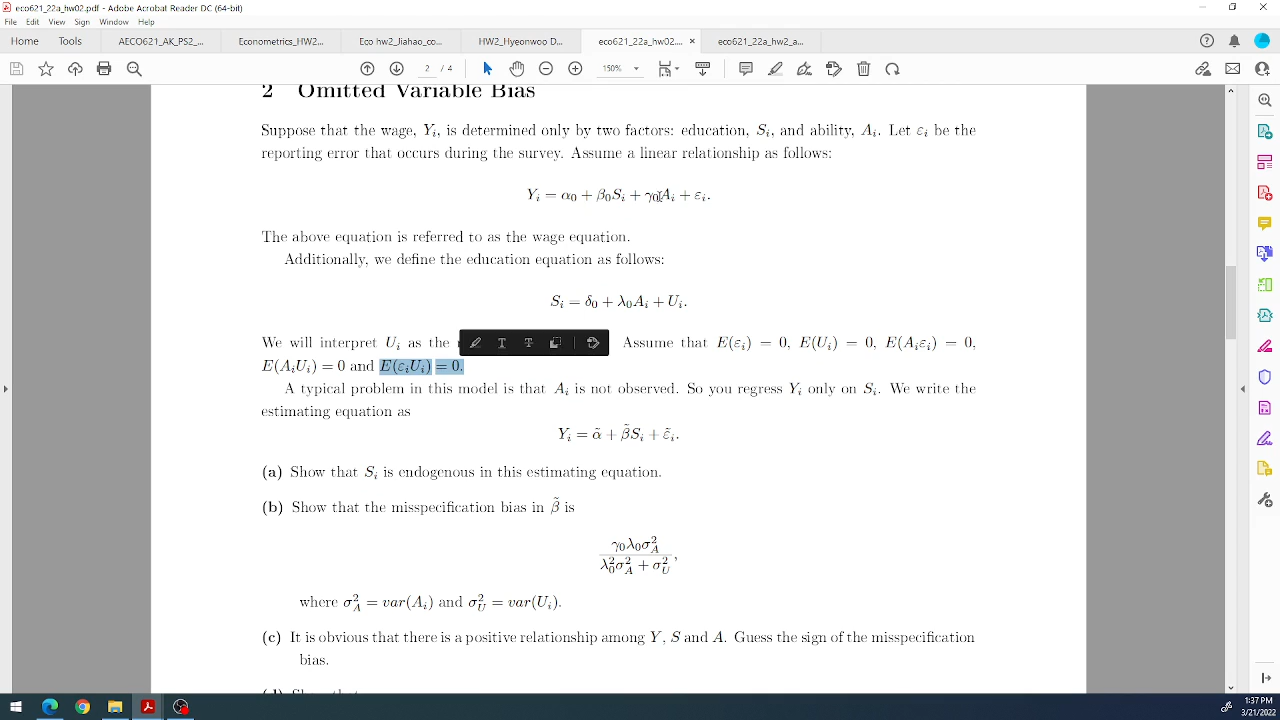 eco621_22a_hw02.pdf - Adobe Acrobat Reader DC (64-bit)
File Edit View Sign Window Help
Home Tools AECO621_AK_PS2_... Econometrics_HW2... Eco hw2_Jiahao_co... HW2_Hyeonwoo D... eco621_22a_hw02.... × eco621_22a_hw2_a...
2 / 4 150%
2 Omitted Variable Bias
Suppose that the wage, Yᵢ, is determined only by two factors: education, Sᵢ, and ability, Aᵢ. Let εᵢ be the
reporting error that occurs during the survey. Assume a linear relationship as follows:
Yᵢ = α₀ + β₀Sᵢ + γ₀Aᵢ + εᵢ.
The above equation is referred to as the wage equation.
Additionally, we define the education equation as follows:
Sᵢ = δ₀ + λ₀Aᵢ + Uᵢ.
We will interpret Uᵢ as the Assume that E(εᵢ) = 0, E(Uᵢ) = 0, E(Aᵢεᵢ) = 0,
E(AᵢUᵢ) = 0 and E(εᵢUᵢ) = 0.
A typical problem in this model is that Aᵢ is not observed. So you regress Yᵢ only on Sᵢ. We write the
estimating equation as
Yᵢ = α̃ + β̃Sᵢ + ε̃ᵢ.
(a) Show that Sᵢ is endogenous in this estimating equation.
(b) Show that the misspecification bias in β̃ is
γ₀λ₀σ²_A
λ₀²σ²_A + σ²_U ,
where σ²_A = var(Aᵢ) and σ²_U = var(Uᵢ).
(c) It is obvious that there is a positive relationship among Y, S and A. Guess the sign of the misspecification
bias.
1:37 PM
3/21/2022